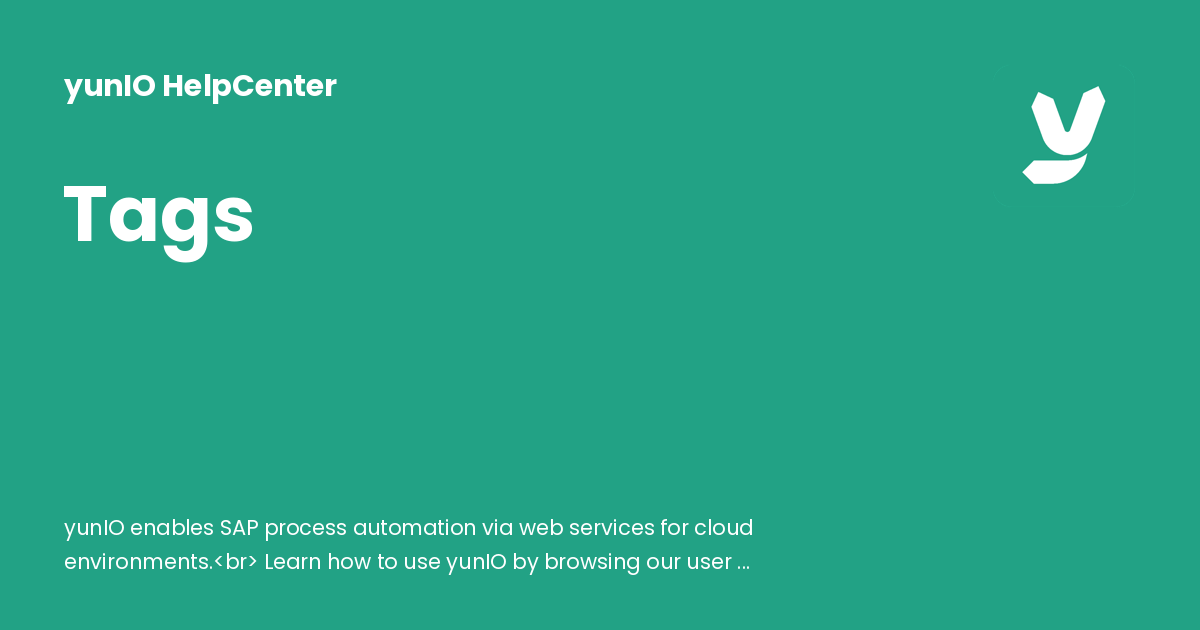 yunIO HelpCenter
Tags
yunIO enables SAP process automation via web services for cloud
environments.<br> Learn how to use yunIO by browsing our user ...